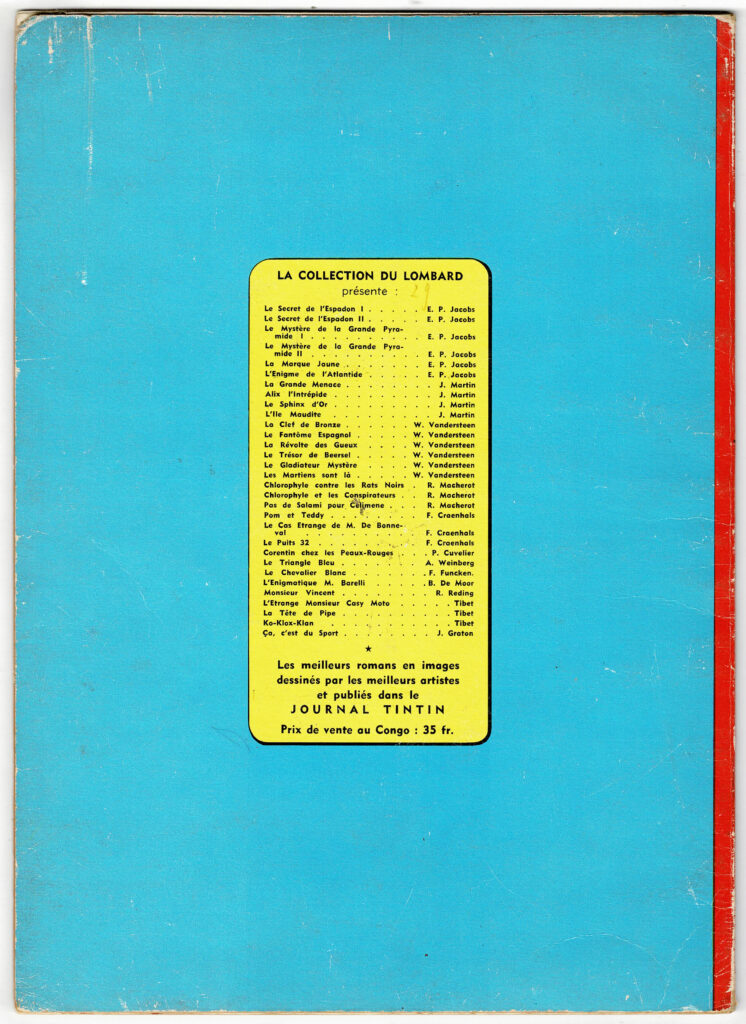 LA COLLECTION DU LOMBARD
présente :
29
Le Secret de l'Espadon I . . . . . E. P. Jacobs
Le Secret de l'Espadon II . . . . . E. P. Jacobs
Le Mystère de la Grande Pyra-
mide I . . . . . . . . . . . E. P. Jacobs
Le Mystère de la Grande Pyra-
mide II . . . . . . . . . . E. P. Jacobs
La Marque Jaune . . . . . . . E. P. Jacobs
L'Enigme de l'Atlantide . . . . . E. P. Jacobs
La Grande Menace . . . . . . . . J. Martin
Alix l'Intrépide . . . . . . . . . J. Martin
Le Sphinx d'Or . . . . . . . . . J. Martin
L'Ile Maudite . . . . . . . . . . J. Martin
La Clef de Bronze . . . . . . W. Vandersteen
Le Fantôme Espagnol . . . . . W. Vandersteen
La Révolte des Gueux . . . . . W. Vandersteen
Le Trésor de Beersel . . . . . W. Vandersteen
Le Gladiateur Mystère . . . . . W. Vandersteen
Les Martiens sont là . . . . . W. Vandersteen
Chlorophyle contre les Rats Noirs . R. Macherot
Chlorophyle et les Conspirateurs . . R. Macherot
Pas de Salami pour Celimene . . . R. Macherot
Pom et Teddy . . . . . . . . . F. Craenhals
Le Cas Etrange de M. De Bonne-
val . . . . . . . . . . . . F. Craenhals
Le Puits 32 . . . . . . . . . . F. Craenhals
Corentin chez les Peaux-Rouges . . . P. Cuvelier
Le Triangle Bleu . . . . . . . A. Weinberg
Le Chevalier Blanc . . . . . . . F. Funcken.
L'Enigmatique M. Barelli . . . . . B. De Moor
Monsieur Vincent . . . . . . . . R. Reding
L'Etrange Monsieur Casy Moto . . . . . Tibet
La Tête de Pipe . . . . . . . . . . Tibet
Ko-Klox-Klan . . . . . . . . . . Tibet
Ça, c'est du Sport . . . . . . . . J. Graton
★
Les meilleurs romans en images
dessinés par les meilleurs artistes
et publiés dans le
JOURNAL TINTIN
Prix de vente au Congo : 35 fr.